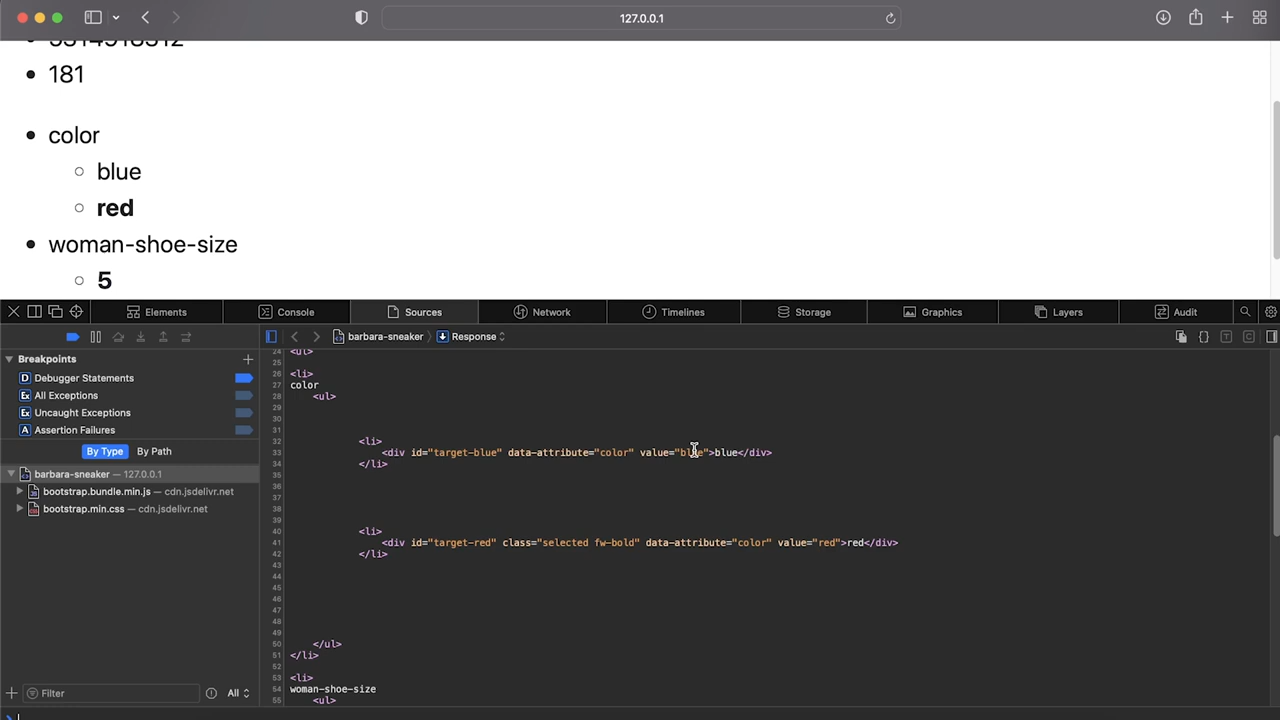 127.0.0.1
181
color
blue
red
woman-shoe-size
5
Elements
Console
Sources
Network
Timelines
Storage
Graphics
Layers
Audit
barbara-sneaker
Response
Breakpoints
D Debugger Statements
Ex All Exceptions
Ex Uncaught Exceptions
Ex Assertion Failures
By Type By Path
barbara-sneaker — 127.0.0.1
bootstrap.bundle.min.js — cdn.jsdelivr.net
bootstrap.min.css — cdn.jsdelivr.net
Filter
All
24 <ul>
25
26 <li>
27 color
28 <ul>
29
30
31
32 <li>
33 <div id="target-blue" data-attribute="color" value="blue">blue</div>
34 </li>
35
36
37
38
39
40 <li>
41 <div id="target-red" class="selected fw-bold" data-attribute="color" value="red">red</div>
42 </li>
43
44
45
46
47
48
49
50 </ul>
51 </li>
52
53 <li>
54 woman-shoe-size
55 <ul>